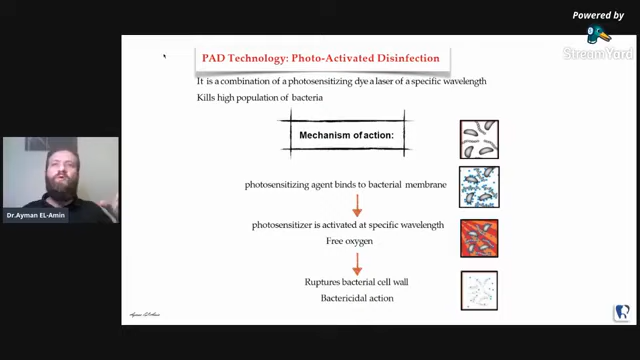 Powered by
StreamYard
PAD Technology: Photo-Activated Disinfection
It is a combination of a photosensitizing dye a laser of a specific wavelength
Kills high population of bacteria
Mechanism of action:
photosensitizing agent binds to bacterial membrane
photosensitizer is activated at specific wavelength
Free oxygen
Dr.Ayman EL-Amin
Ruptures bacterial cell wall
Bactericidal action